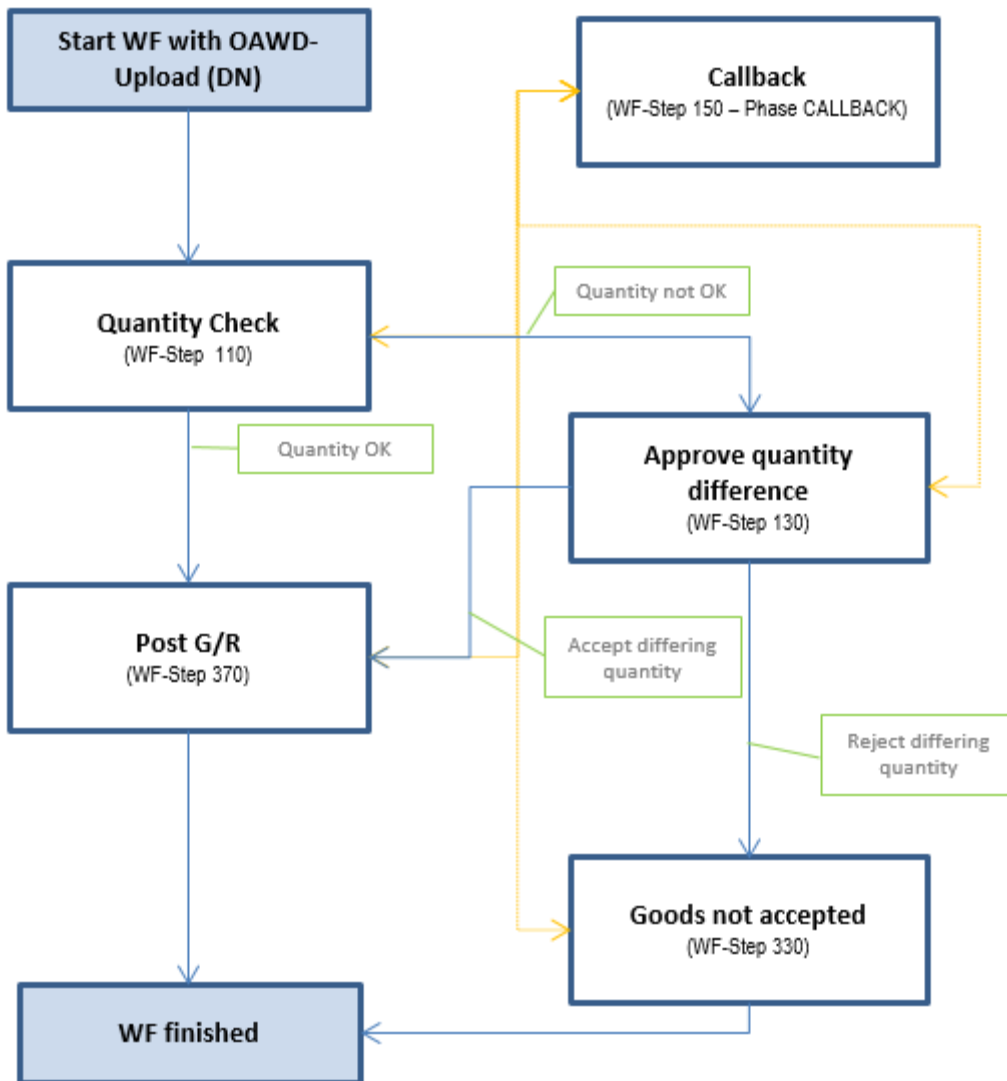 Start WF with OAWD-
Upload (DN)
Callback
(WF-Step 150 – Phase CALLBACK)
Quantity not OK
Quantity Check
(WF-Step  110)
Quantity OK
Approve quantity
difference
(WF-Step 130)
Post G/R
(WF-Step 370)
Accept differing
quantity
Reject differing
quantity
Goods not accepted
(WF-Step 330)
WF finished